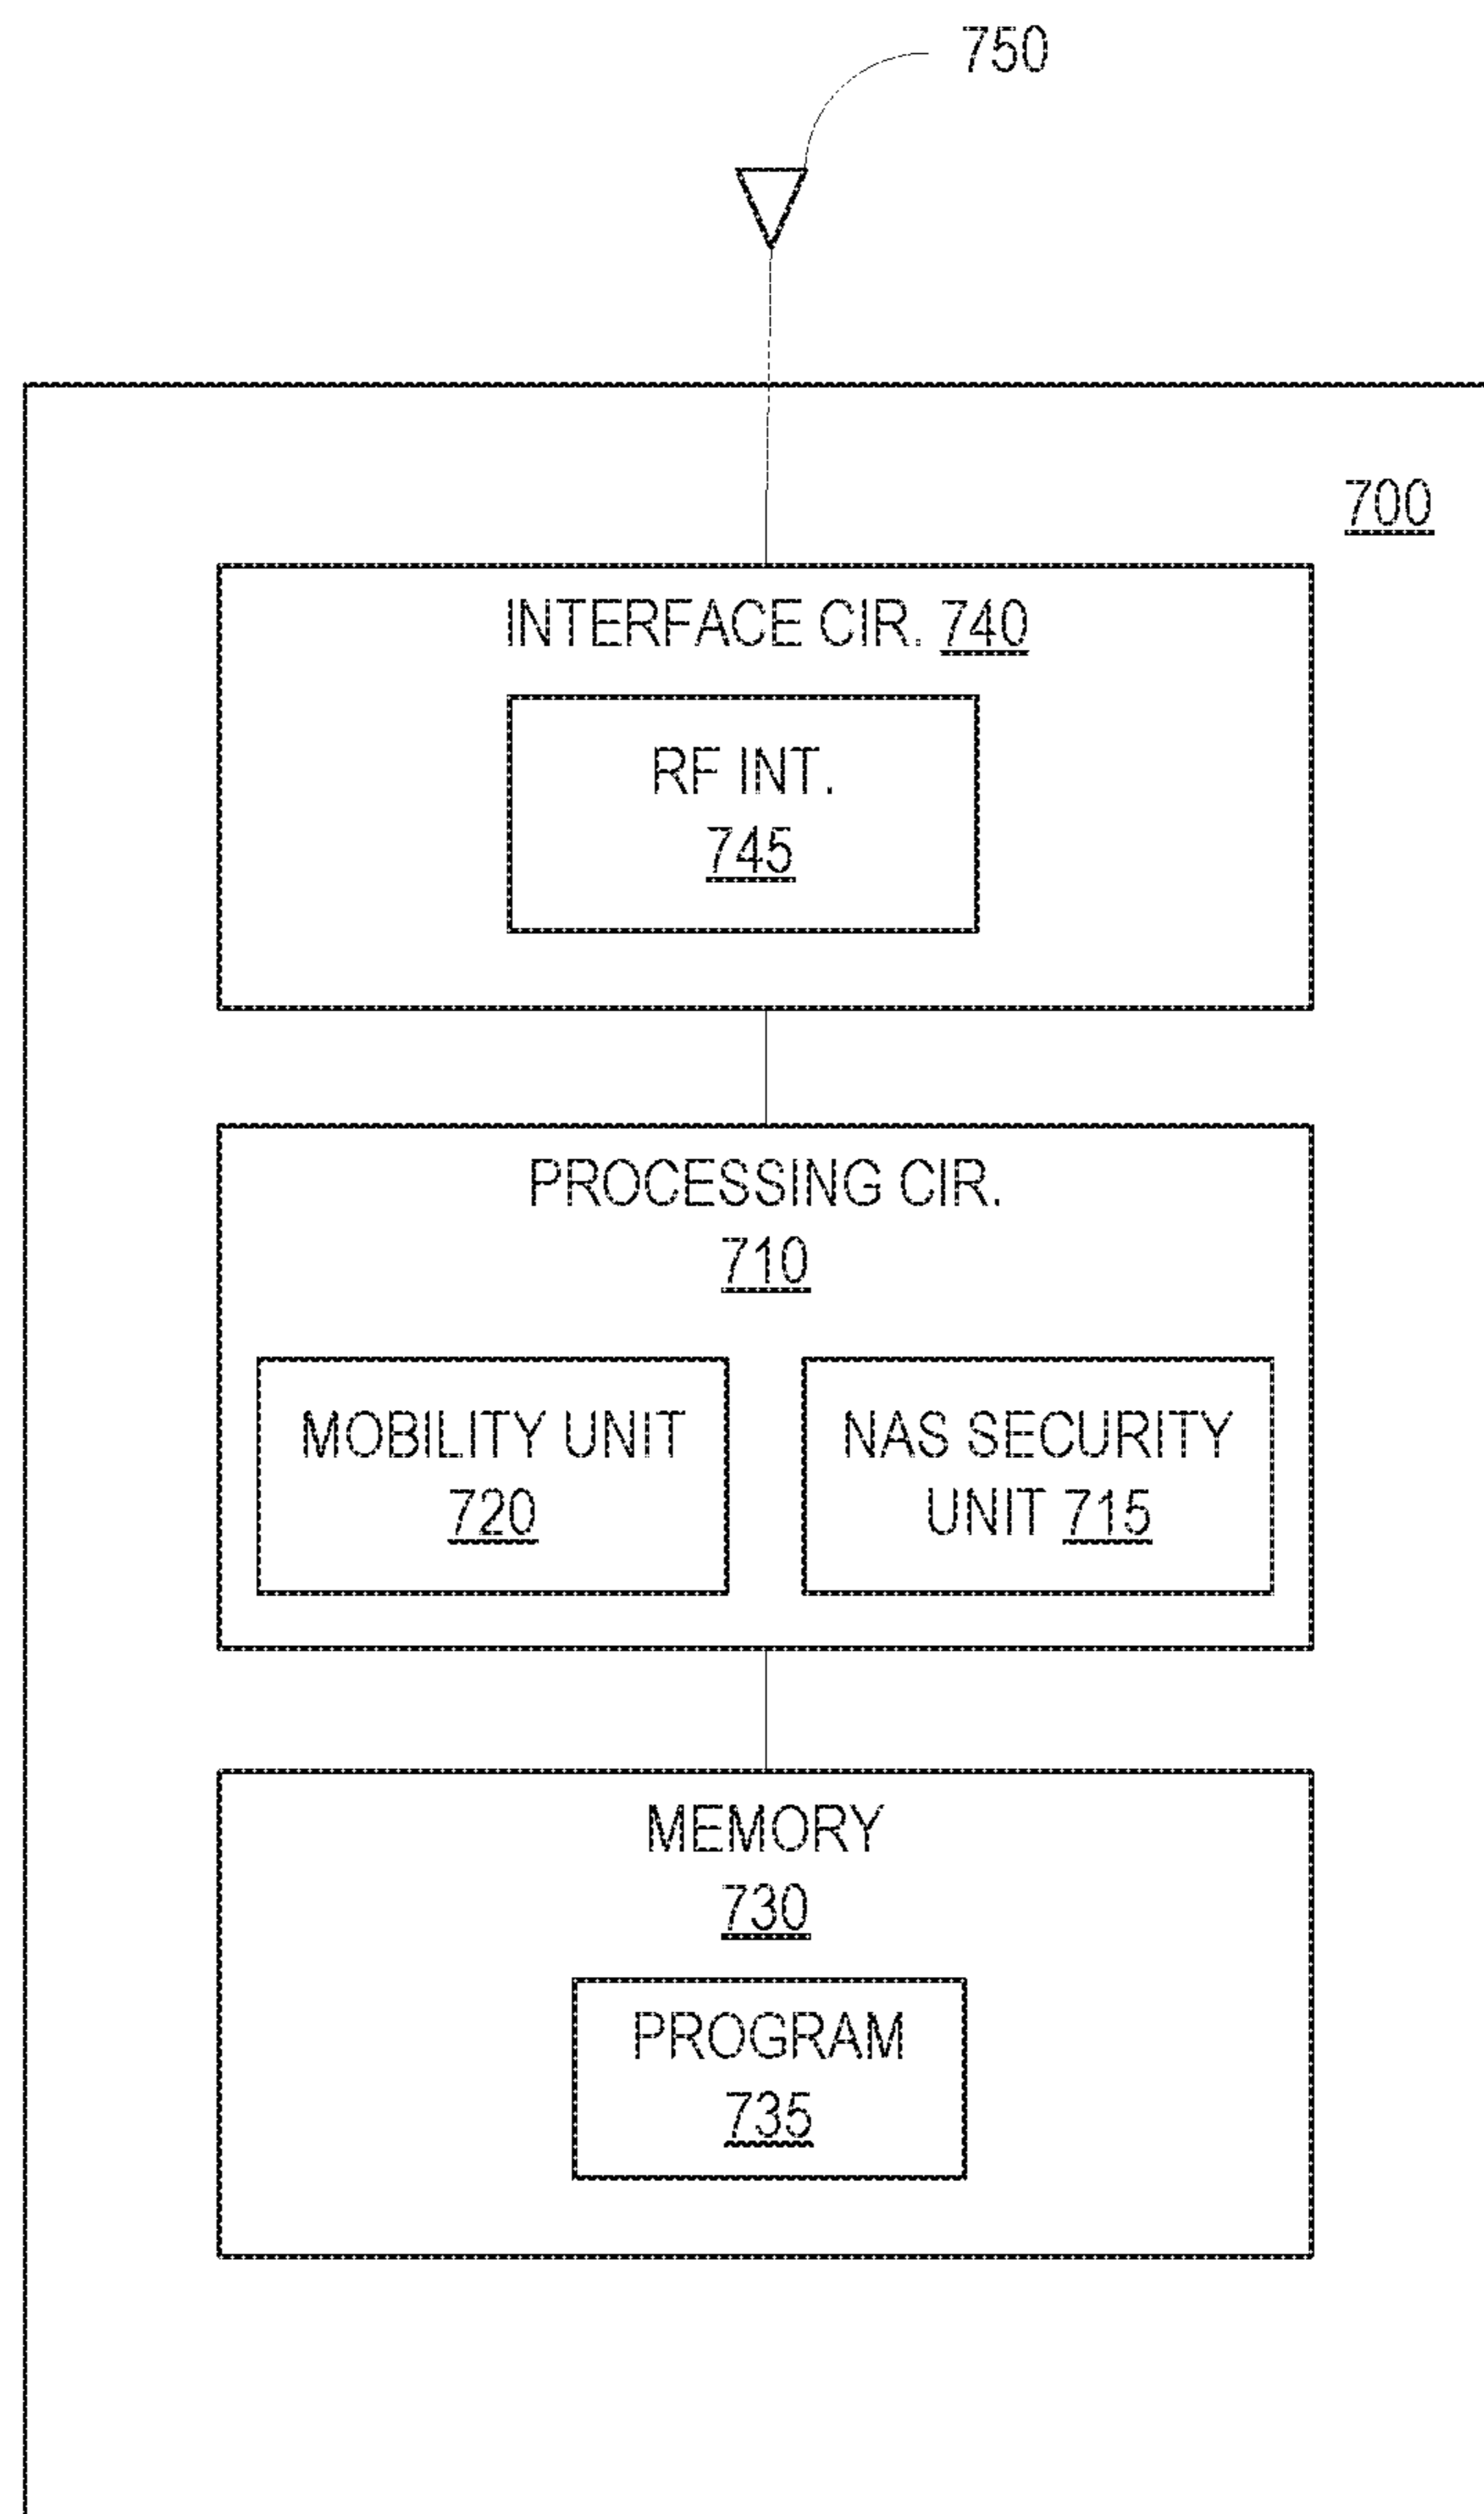 750
700
INTERFACE CIR. 740
RF INT.
745
PROCESSING CIR.
710
MOBILITY UNIT
720
NAS SECURITY
UNIT 715
MEMORY
730
PROGRAM
735